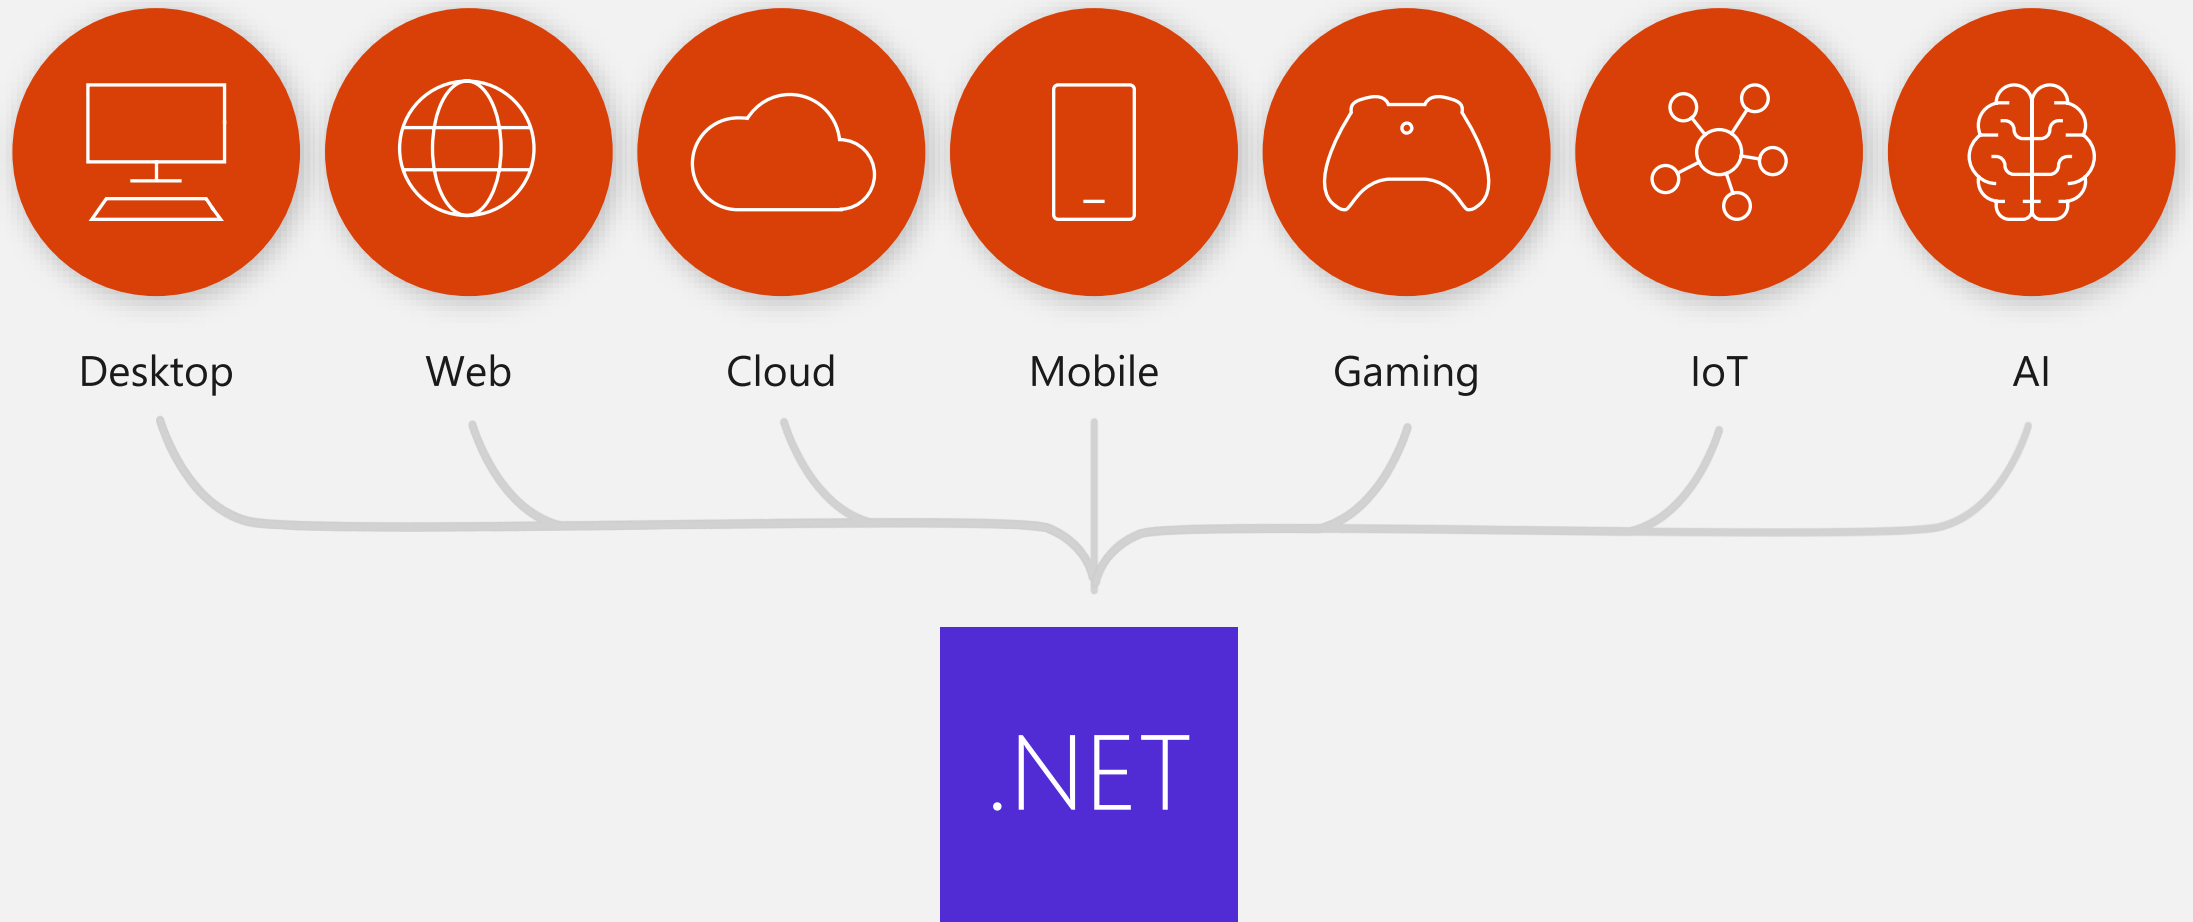 Desktop
Web
Cloud
Mobile
Gaming
IoT
AI
.NET